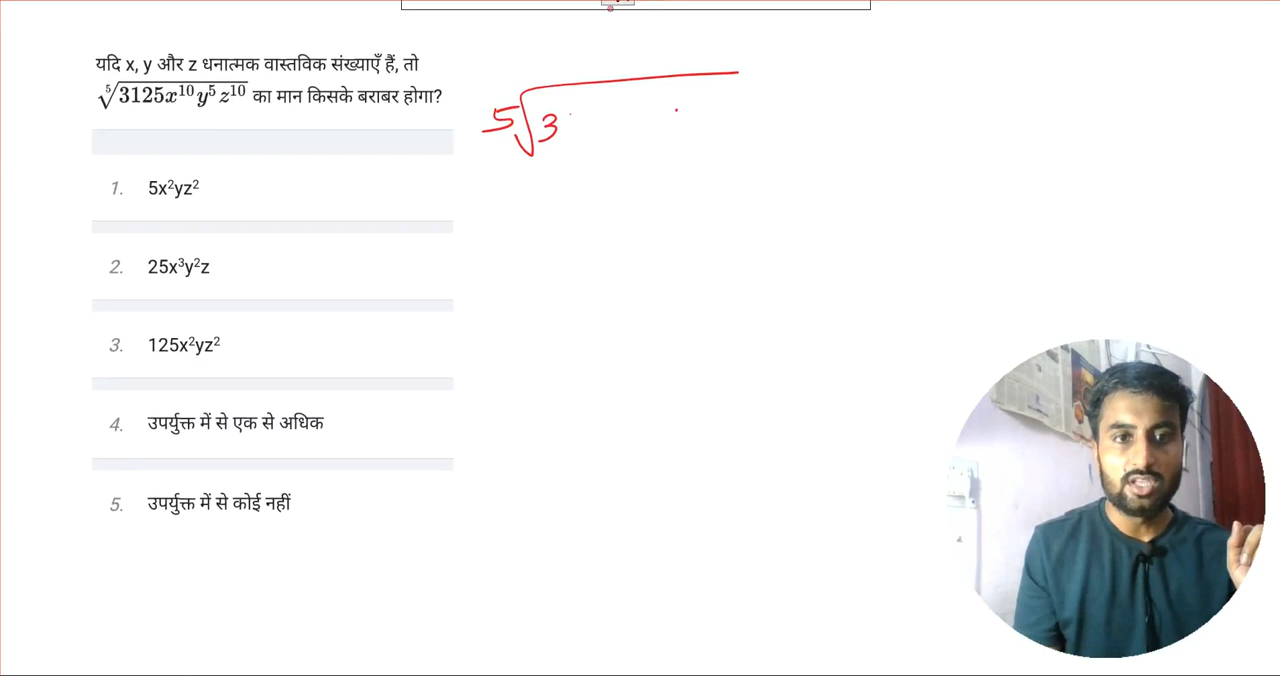 यदि x, y और z धनात्मक वास्तविक संख्याएँ हैं, तो
⁵√3125x¹⁰y⁵z¹⁰ का मान किसके बराबर होगा?
5√3
1. 5x²yz²
2. 25x³y²z
3. 125x²yz²
4. उपर्युक्त में से एक से अधिक
5. उपर्युक्त में से कोई नहीं